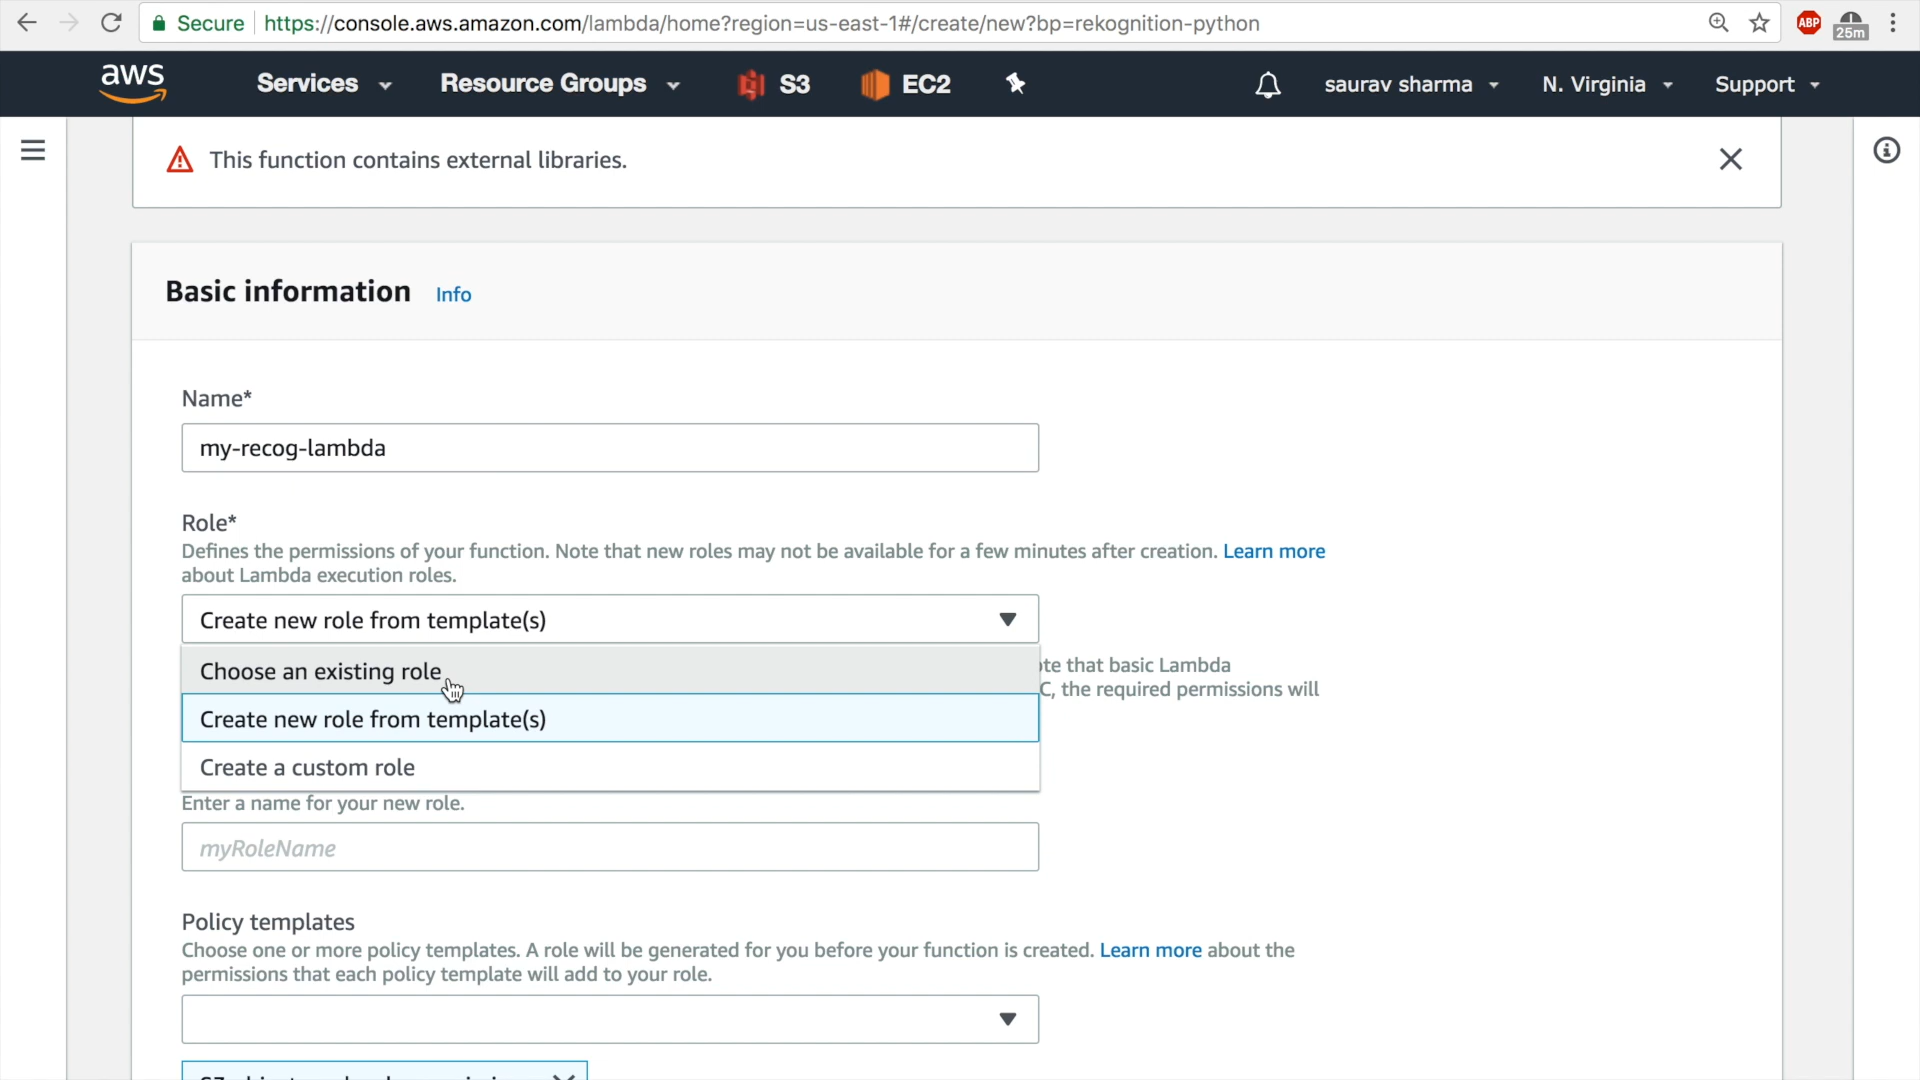 Secure https://console.aws.amazon.com/lambda/home?region=us-east-1#/create/new?bp=rekognition-python
ABP
25m
aws Services Resource Groups S3 EC2 saurav sharma N. Virginia Support
This function contains external libraries.
Basic information Info
Name*
my-recog-lambda
Role*
Defines the permissions of your function. Note that new roles may not be available for a few minutes after creation. Learn more
about Lambda execution roles.
Create new role from template(s)
Choose an existing role
te that basic Lambda
C, the required permissions will
Create new role from template(s)
Create a custom role
Enter a name for your new role.
myRoleName
Policy templates
Choose one or more policy templates. A role will be generated for you before your function is created. Learn more about the
permissions that each policy template will add to your role.